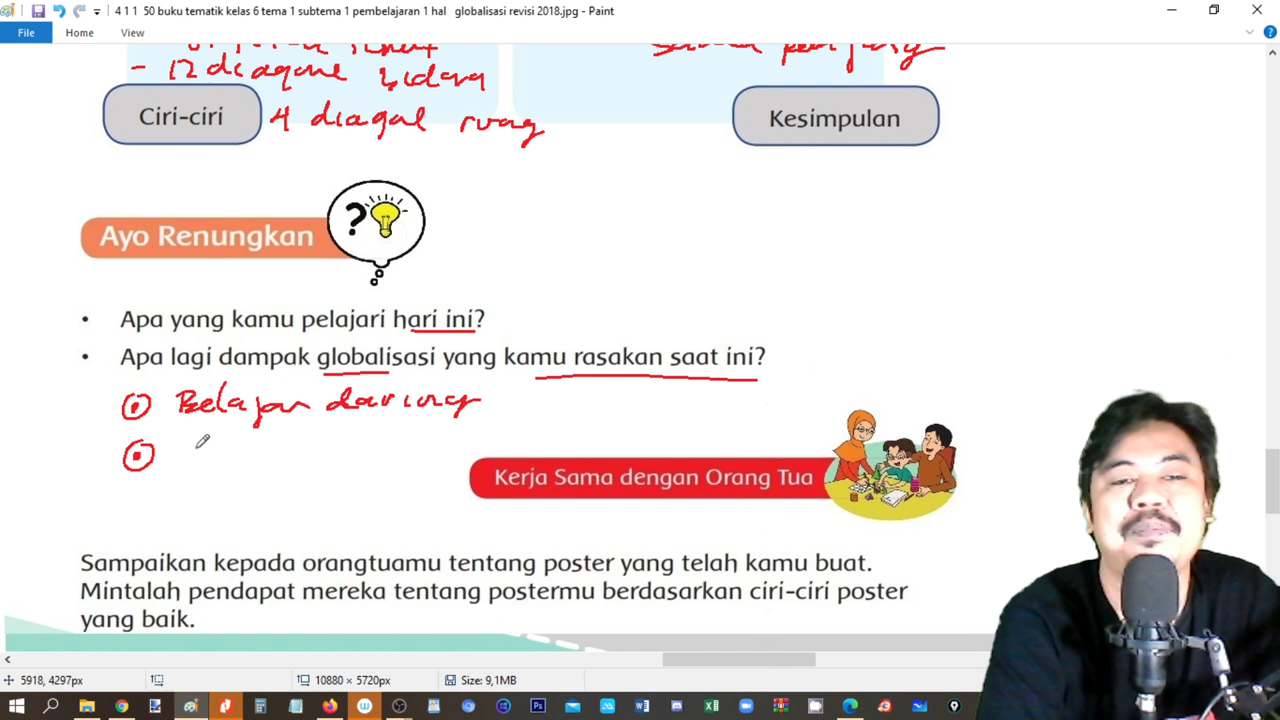 4 1 1 50 buku tematik kelas 6 tema 1 subtema 1 pembelajaran 1 hal globalisasi revisi 2018.jpg - Paint
File Home View
- 12 diagonal bidang
Ciri-ciri
4 diagal ruag
Kesimpulan
Ayo Renungkan
?
• Apa yang kamu pelajari hari ini?
• Apa lagi dampak globalisasi yang kamu rasakan saat ini?
Belajar daring
Kerja Sama dengan Orang Tua
Sampaikan kepada orangtuamu tentang poster yang telah kamu buat.
Mintalah pendapat mereka tentang postermu berdasarkan ciri-ciri poster
yang baik.
5918, 4297px 10880 × 5720px Size: 9,1MB